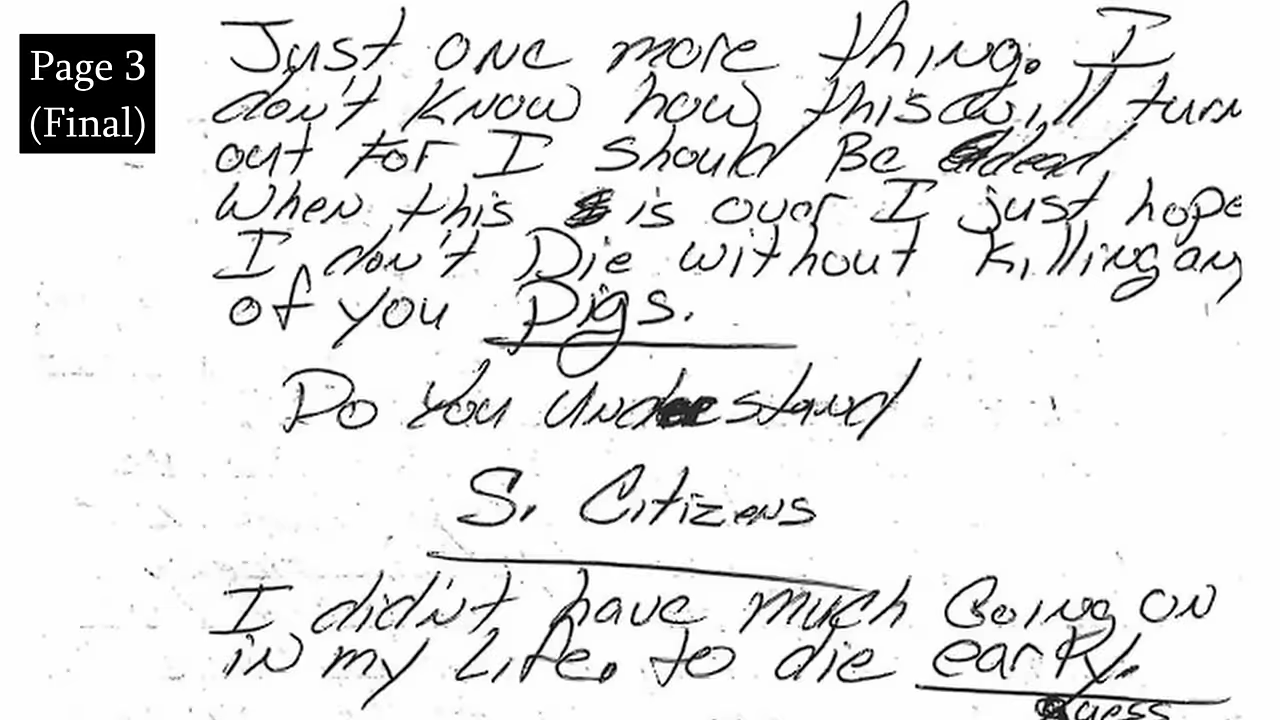 Page 3
(Final)
Just one more thing. I
don't know how this will turn
out for I should Be dead
When this is over I just hope
I don't Die without killing any
of you Pigs.
Do You Understand
S. Citizens
I didn't have much Going on
in my Life. to die early.
Guess